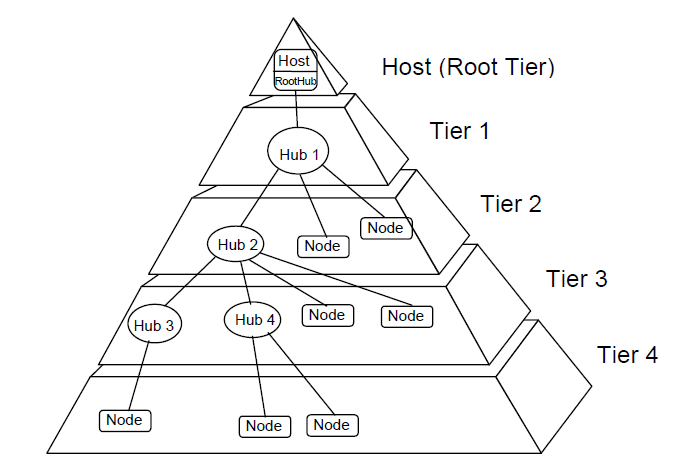 Host
RootHub
Host (Root Tier)
Tier 1
Hub 1
Tier 2
Node
Hub 2
Node
Tier 3
Node
Node
Hub 3
Hub 4
Tier 4
Node
Node
Node